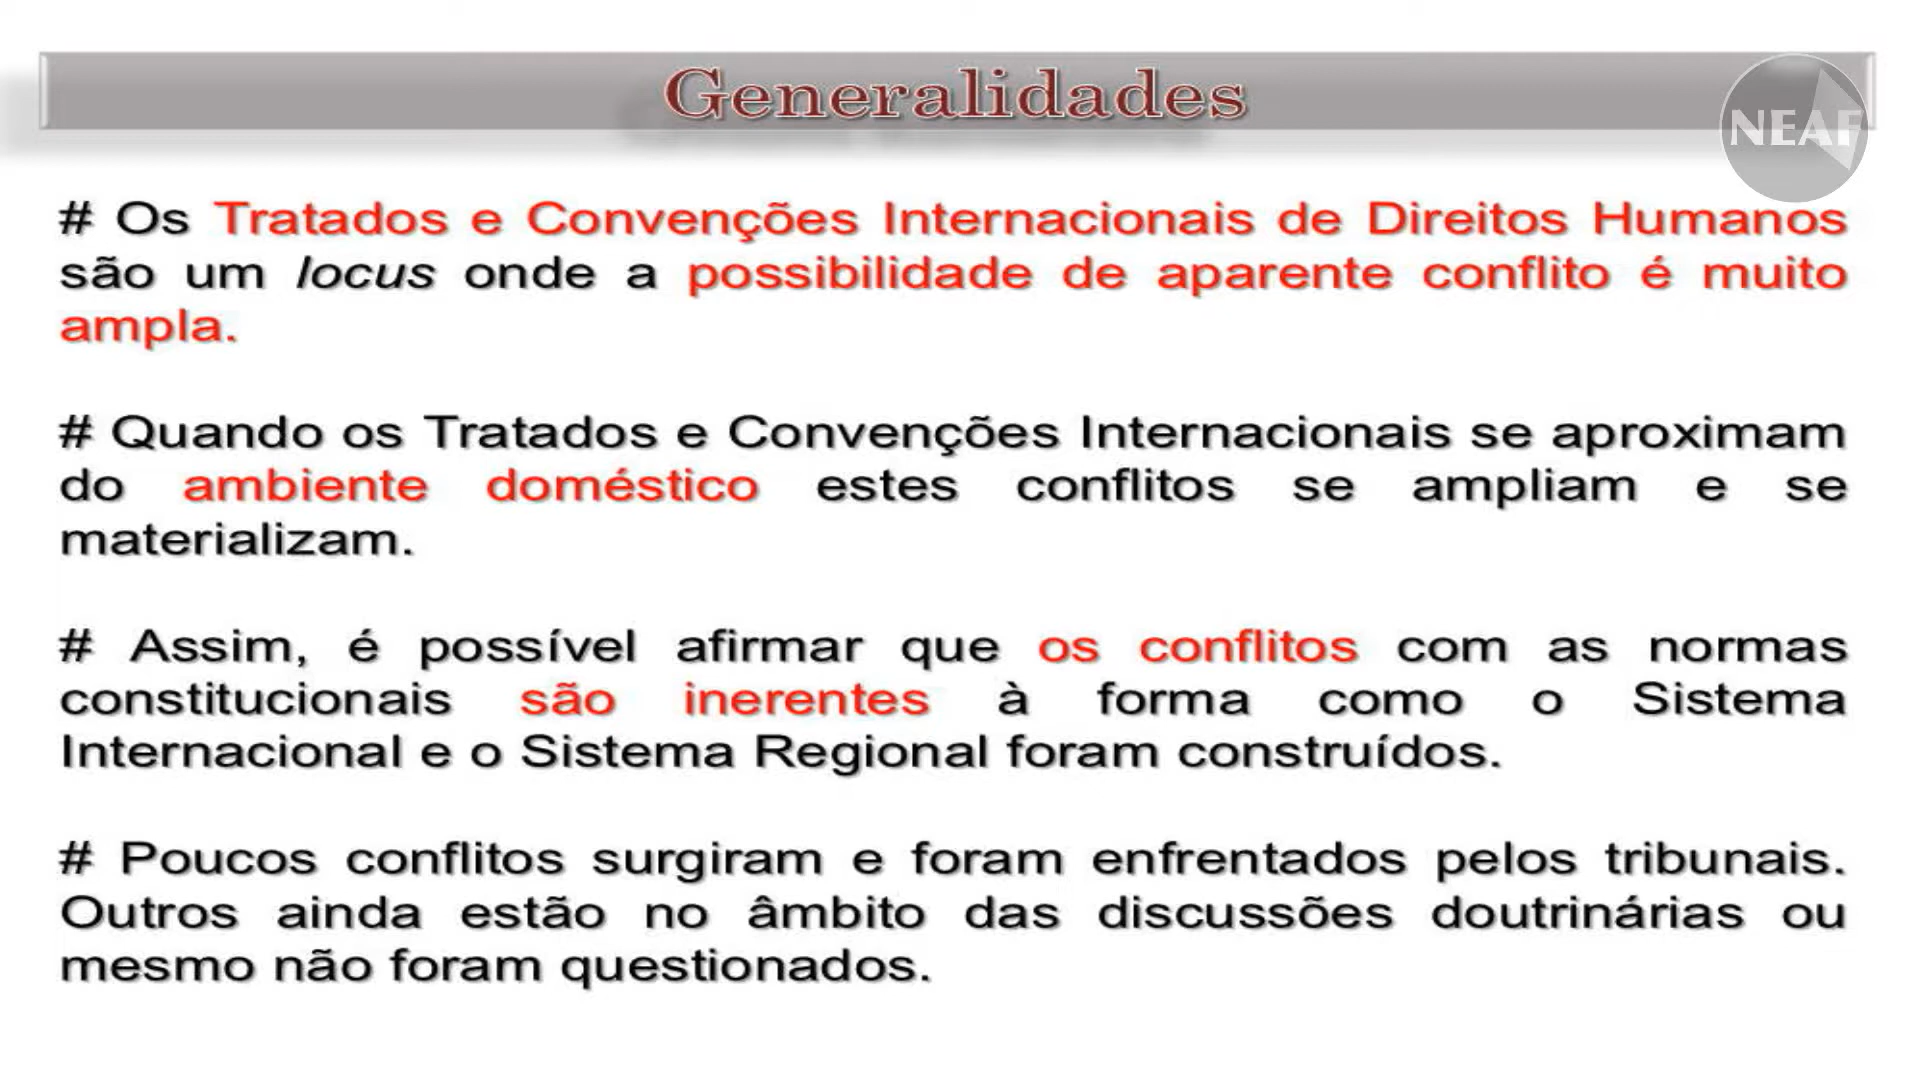 Generalidades
NEAF
# Os Tratados e Convenções Internacionais de Direitos Humanos
são um locus onde a possibilidade de aparente conflito é muito
ampla.
# Quando os Tratados e Convenções Internacionais se aproximam
do ambiente doméstico estes conflitos se ampliam e se
materializam.
# Assim, é possível afirmar que os conflitos com as normas
constitucionais são inerentes à forma como o Sistema
Internacional e o Sistema Regional foram construídos.
# Poucos conflitos surgiram e foram enfrentados pelos tribunais.
Outros ainda estão no âmbito das discussões doutrinárias ou
mesmo não foram questionados.